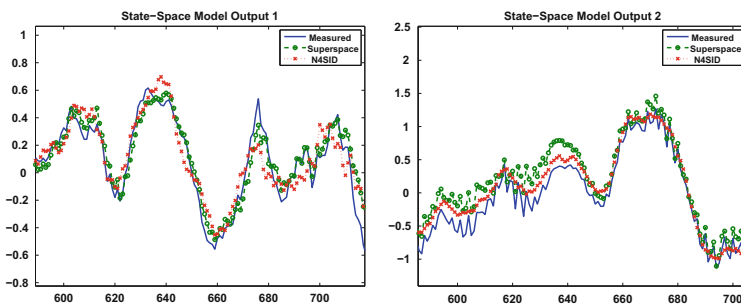 State-Space Model Output 1
1
0.8
0.6
0.4
0.2
0
−0.2
−0.4
−0.6
−0.8
600 620 640 660 680 700
Measured
Superspace
N4SID
State-Space Model Output 2
2.5
2
1.5
1
0.5
0
−0.5
−1
600 620 640 660 680 700
Measured
Superspace
N4SID